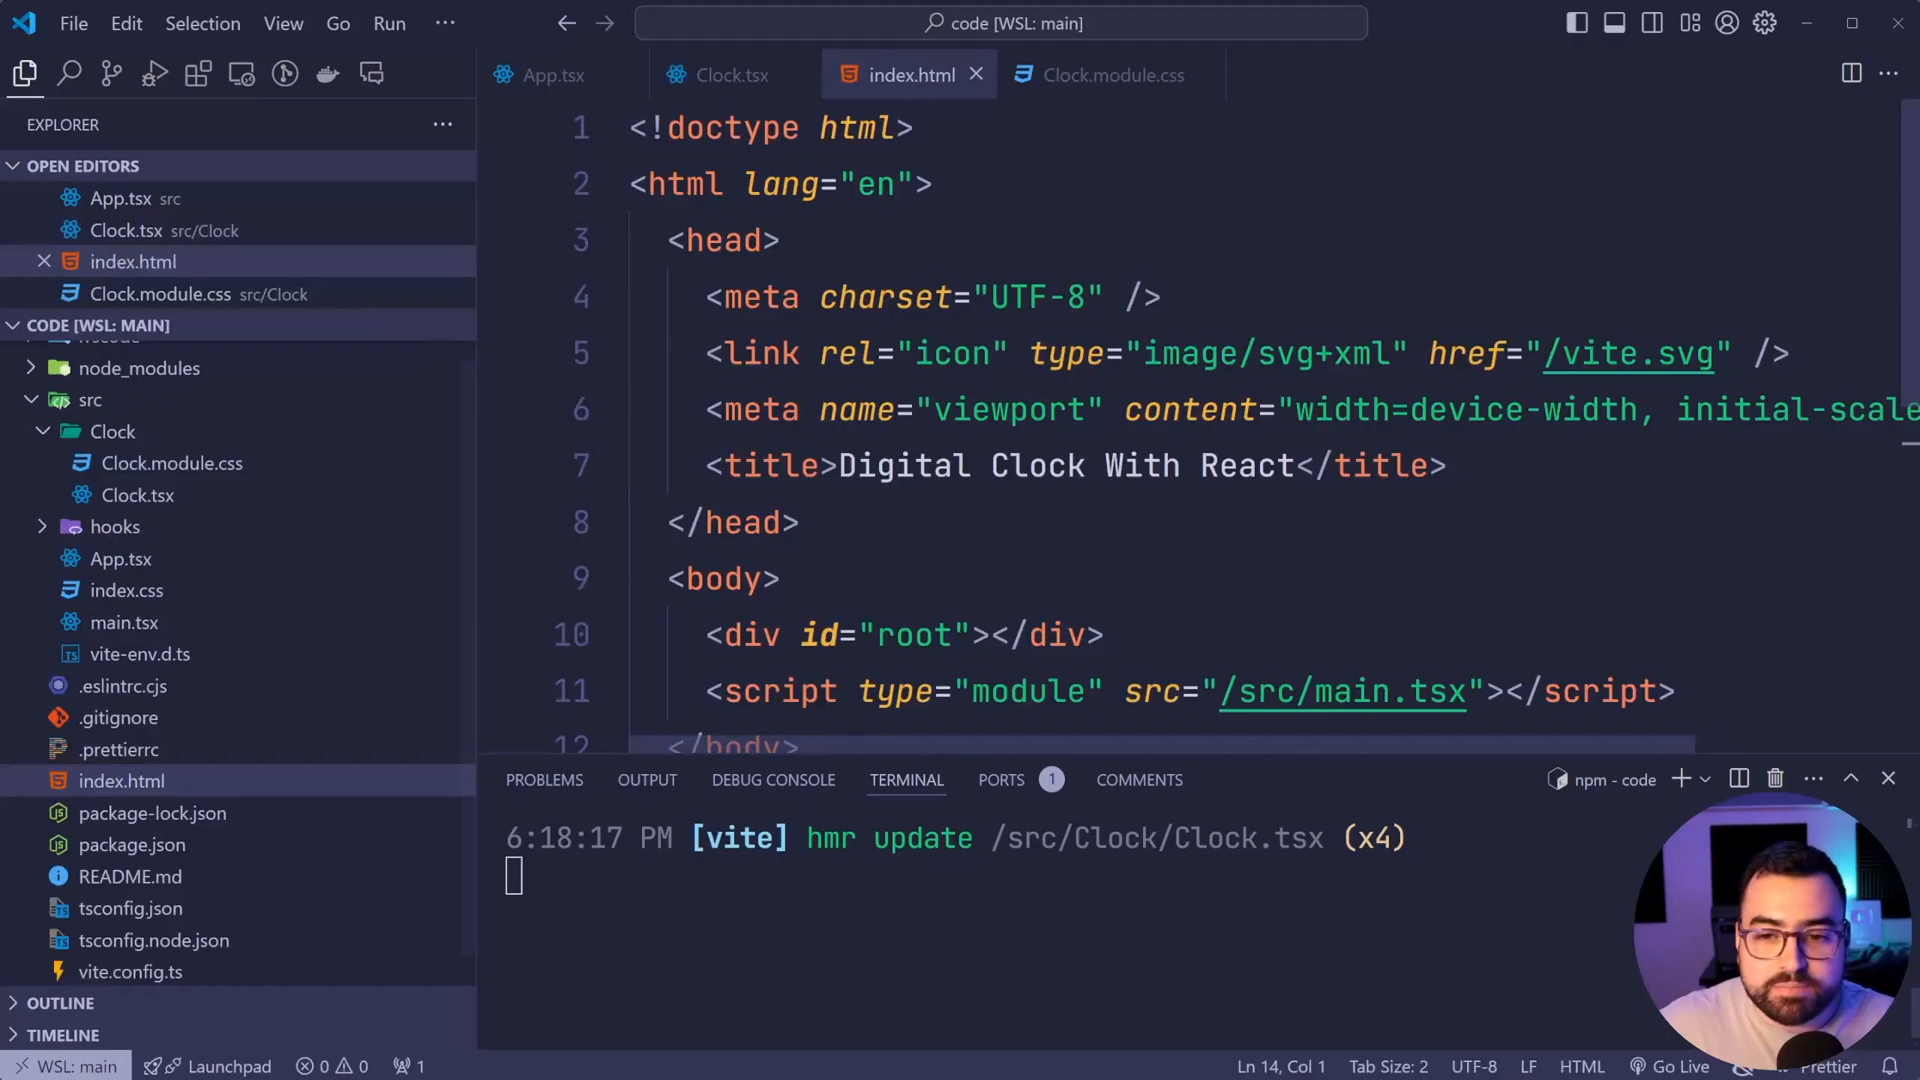 File Edit Selection View Go Run ··· code [WSL: main]
App.tsx Clock.tsx index.html Clock.module.css
EXPLORER
OPEN EDITORS
App.tsx src
Clock.tsx src/Clock
index.html
Clock.module.css src/Clock
CODE [WSL: MAIN]
node_modules
src
Clock
Clock.module.css
Clock.tsx
hooks
App.tsx
index.css
main.tsx
vite-env.d.ts
.eslintrc.cjs
.gitignore
.prettierrc
index.html
package-lock.json
package.json
README.md
tsconfig.json
tsconfig.node.json
vite.config.ts
OUTLINE
TIMELINE
1 <!doctype html>
2 <html lang="en">
3 <head>
4 <meta charset="UTF-8" />
5 <link rel="icon" type="image/svg+xml" href="/vite.svg" />
6 <meta name="viewport" content="width=device-width, initial-scale
7 <title>Digital Clock With React</title>
8 </head>
9 <body>
10 <div id="root"></div>
11 <script type="module" src="/src/main.tsx"></script>
12 </body>
PROBLEMS OUTPUT DEBUG CONSOLE TERMINAL PORTS 1 COMMENTS npm - code
6:18:17 PM [vite] hmr update /src/Clock/Clock.tsx (x4)
WSL: main Launchpad 0 0 1 Ln 14, Col 1 Tab Size: 2 UTF-8 LF HTML Go Live Prettier